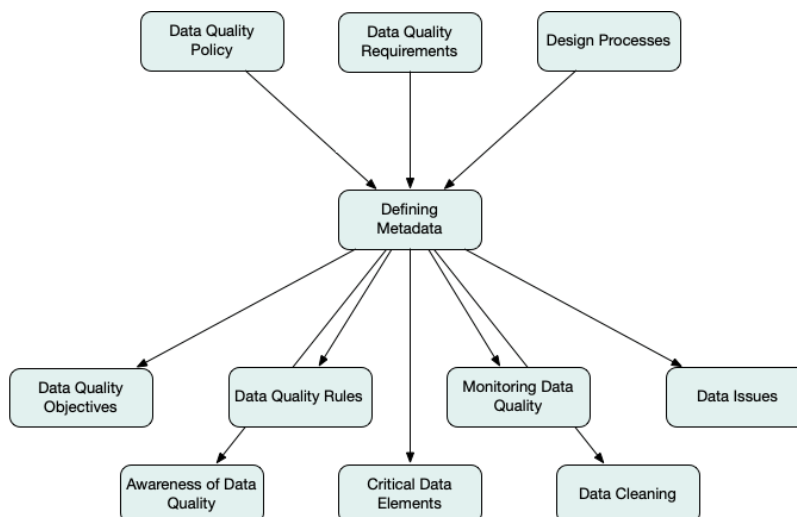 Data Quality
Policy
Data Quality
Requirements
Design Processes
Defining
Metadata
Data Quality
Objectives
Data Quality Rules
Monitoring Data
Quality
Data Issues
Awareness of Data
Quality
Critical Data
Elements
Data Cleaning